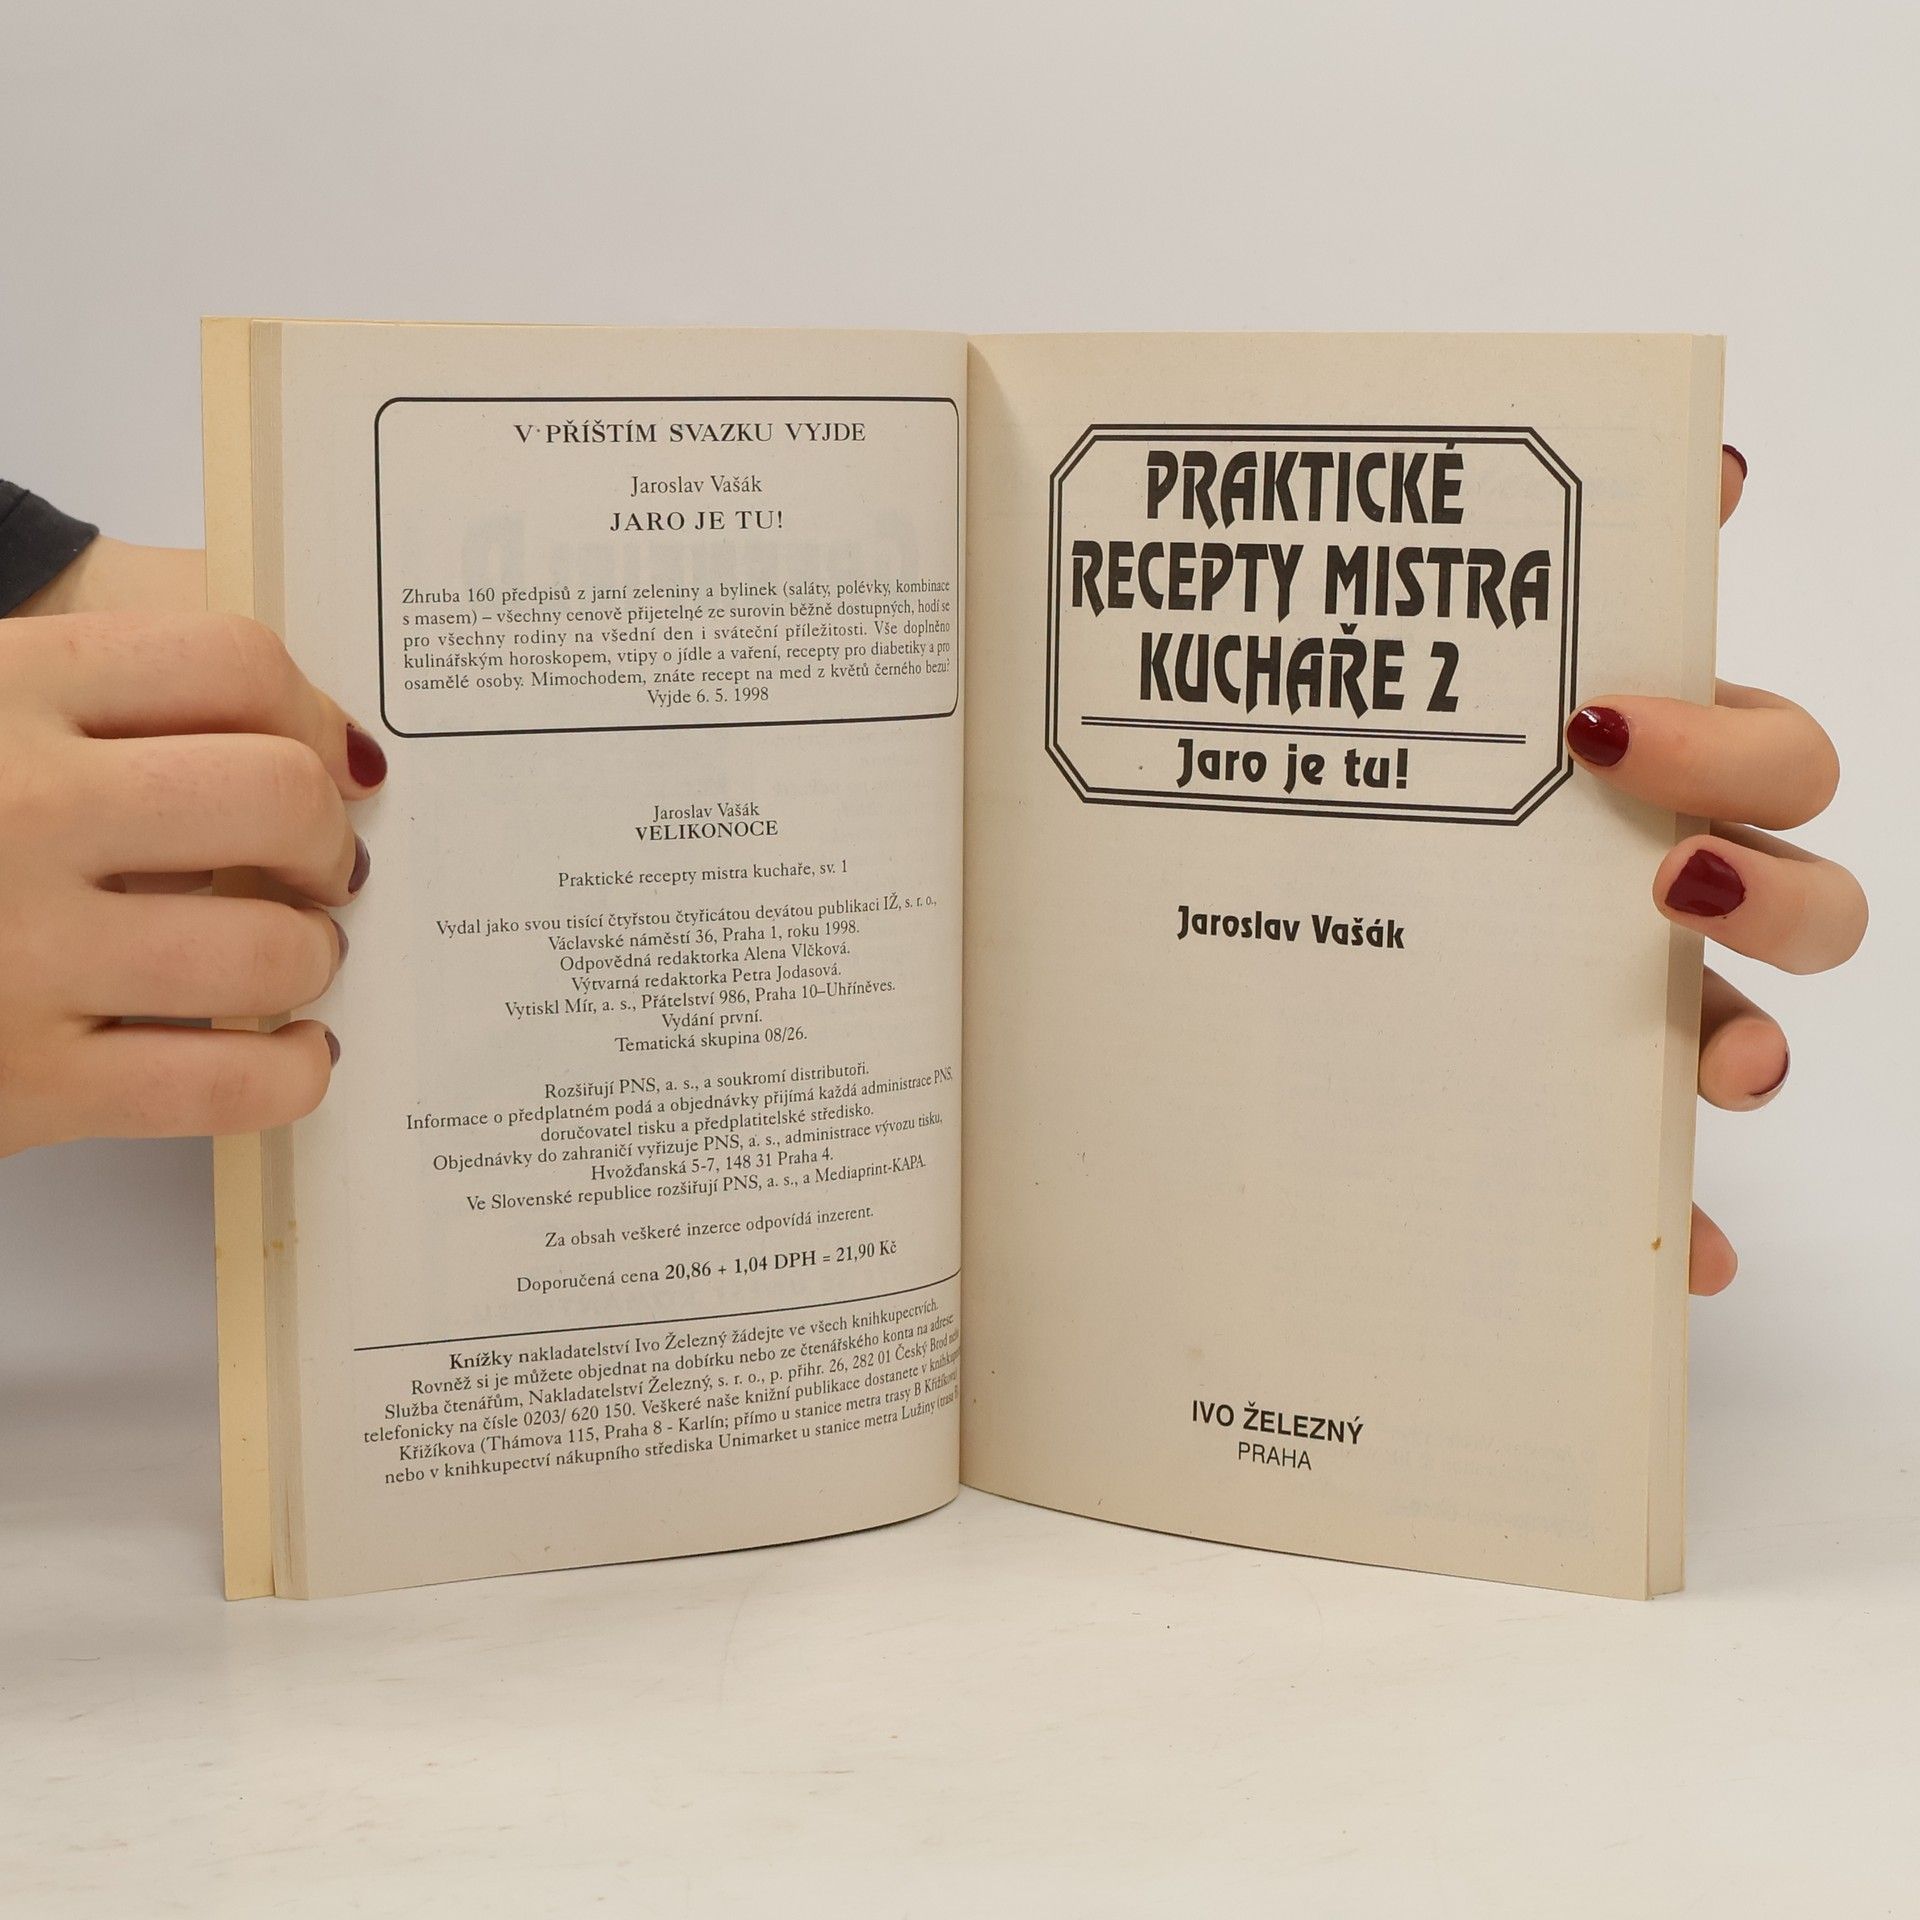 V PŘÍŠTÍM SVAZKU VYJDE
Jaroslav Vašák
JARO JE TU!
Zhruba 160 předpisů z jarní zeleniny a bylinek (saláty, polévky, kombinace
s masem) – všechny cenově přijetelné ze surovin běžně dostupných, hodí se
pro všechny rodiny na všední den i sváteční příležitosti. Vše doplněno
kulinářským horoskopem, vtipy o jídle a vaření, recepty pro diabetiky a pro
osamělé osoby. Mimochodem, znáte recept na med z květů černého bezu?
Vyjde 6. 5. 1998
Jaroslav Vašák
VELIKONOCE
Praktické recepty mistra kuchaře, sv. 1
Vydal jako svou tisící čtyřstou čtyřicátou devátou publikaci IŽ, s. r. o.,
Václavské náměstí 36, Praha 1, roku 1998.
Odpovědná redaktorka Alena Vlčková.
Výtvarná redaktorka Petra Jodasová.
Vytiskl Mír, a. s., Přátelství 986, Praha 10–Uhříněves.
Vydání první.
Tematická skupina 08/26.
Rozšiřují PNS, a. s., a soukromí distributoři.
Informace o předplatném podá a objednávky přijímá každá administrace PNS,
doručovatel tisku a předplatitelské středisko.
Objednávky do zahraničí vyřizuje PNS, a. s., administrace vývozu tisku,
Hvožďanská 5-7, 148 31 Praha 4.
Ve Slovenské republice rozšiřují PNS, a. s., a Mediaprint-KAPA.
Za obsah veškeré inzerce odpovídá inzerent.
Doporučená cena 20,86 + 1,04 DPH = 21,90 Kč
Knížky nakladatelství Ivo Železný žádejte ve všech knihkupectvích.
Rovněž si je můžete objednat na dobírku nebo ze čtenářského konta na adrese
Služba čtenářům, Nakladatelství Železný, s. r. o., p. přihr. 26, 282 01 Český Brod nebo
telefonicky na čísle 0203/ 620 150. Veškeré naše knižní publikace dostanete v
Křižíkova (Thámova 115, Praha 8 - Karlín; přímo u stanice metra trasy B Křižíkova)
nebo v knihkupectví nákupního střediska Unimarket u stanice metra Lužiny (trasa
PRAKTICKÉ
RECEPTY MISTRA
KUCHAŘE 2
Jaro je tu!
Jaroslav Vašák
IVO ŽELEZNÝ
PRAHA